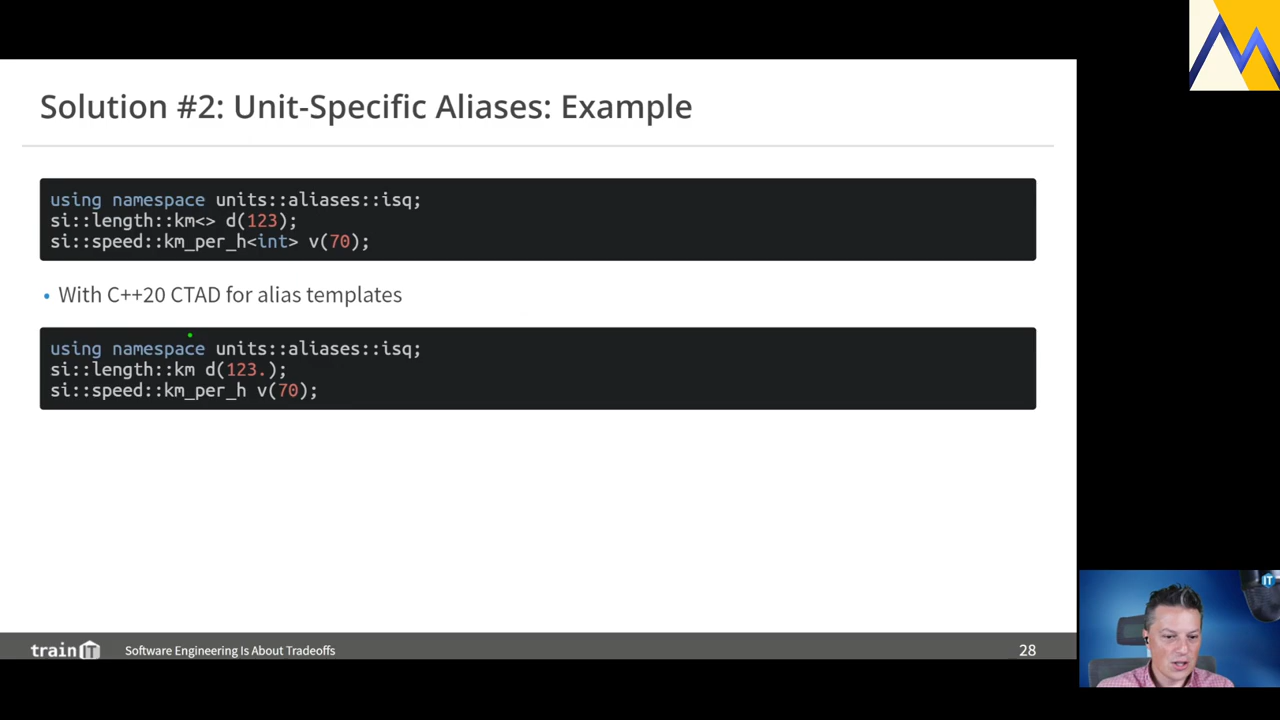 Solution #2: Unit-Specific Aliases: Example
using namespace units::aliases::isq;
si::length::km<> d(123);
si::speed::km_per_h<int> v(70);
• With C++20 CTAD for alias templates
using namespace units::aliases::isq;
si::length::km d(123.);
si::speed::km_per_h v(70);
train IT
Software Engineering Is About Tradeoffs
28
IT